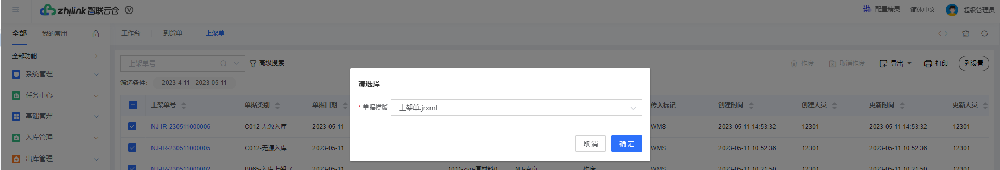 zhilink 智联云仓
配置精灵 简体中文 超级管理员
全部 我的常用
工作台 到货单 上架单
全部功能
系统管理
任务中心
基础管理
入库管理
出库管理
上架单号 高级搜索
作废 取消作废 导出 打印 列设置
筛选条件： 2023-4-11 - 2023-05-11
请选择
* 单据模版 上架单.jrxml
取 消 确 定
上架单号 单据类别 单据日期 传入标记 创建时间 创建人员 更新时间 更新人员
NJ-IR-230511000006 C012-无源入库 2023-05-11 WMS 2023-05-11 14:53:32 12301 2023-05-11 14:53:32 12301
NJ-IR-230511000005 C012-无源入库 2023-05-11 WMS 2023-05-11 10:52:36 12301 2023-05-11 10:52:36 12301
NJ-IR-230511000002 B065-入库上架（ 2023-05-11 1011-zyq-原材料0 NJ-南京 作废 WMS 2023-05-11 10:21:50 12301 2023-05-11 10:21:50 12301